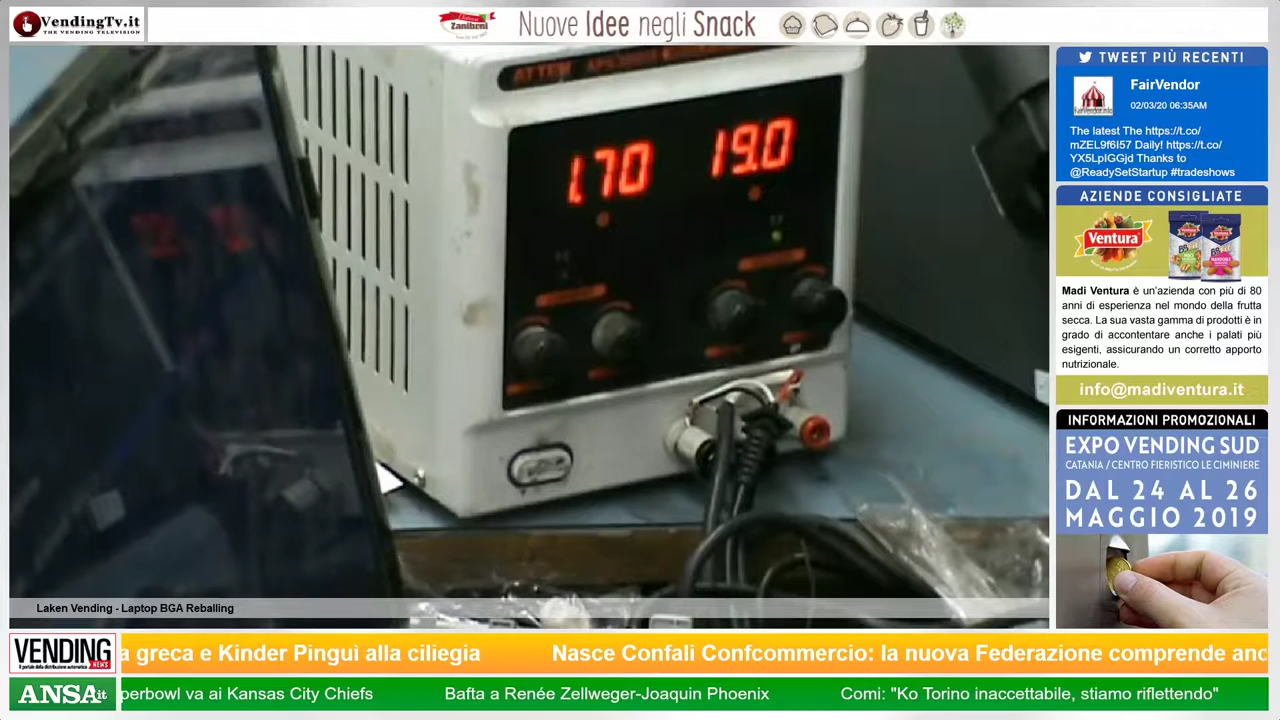 VendingTv.it
THE VENDING TELEVISION
Zaniboni
Nuove Idee negli Snack
ATTEN
1.70
19.0
Laken Vending - Laptop BGA Reballing
TWEET PIÙ RECENTI
FairVendor
02/03/20 06:35AM
The latest The https://t.co/
mZEL9f6I57 Daily! https://t.co/
YX5LpIGGjd Thanks to
@ReadySetStartup #tradeshows
AZIENDE CONSIGLIATE
Ventura
Madi Ventura è un'azienda con più di 80
anni di esperienza nel mondo della frutta
secca. La sua vasta gamma di prodotti è in
grado di accontentare anche i palati più
esigenti, assicurando un corretto apporto
nutrizionale.
info@madiventura.it
INFORMAZIONI PROMOZIONALI
EXPO VENDING SUD
CATANIA / CENTRO FIERISTICO LE CIMINIERE
DAL 24 AL 26
MAGGIO 2019
VENDING
NEWS
a greca e Kinder Pinguì alla ciliegia
Nasce Confali Confcommercio: la nuova Federazione comprende anc
ANSA.it
perbowl va ai Kansas City Chiefs
Bafta a Renée Zellweger-Joaquin Phoenix
Comi: "Ko Torino inaccettabile, stiamo riflettendo"